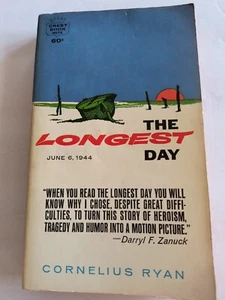 CREST BOOK
60¢
THE
LONGEST
JUNE 6, 1944
DAY
"WHEN YOU READ THE LONGEST DAY YOU WILL
KNOW WHY I CHOSE, DESPITE GREAT DIFFI-
CULTIES, TO TURN THIS STORY OF HEROISM,
TRAGEDY AND HUMOR INTO A MOTION PICTURE."
—Darryl F. Zanuck
CORNELIUS RYAN